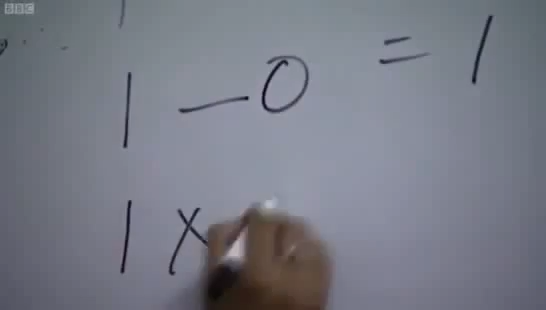 BBC
1 — 0 = 1
1 x